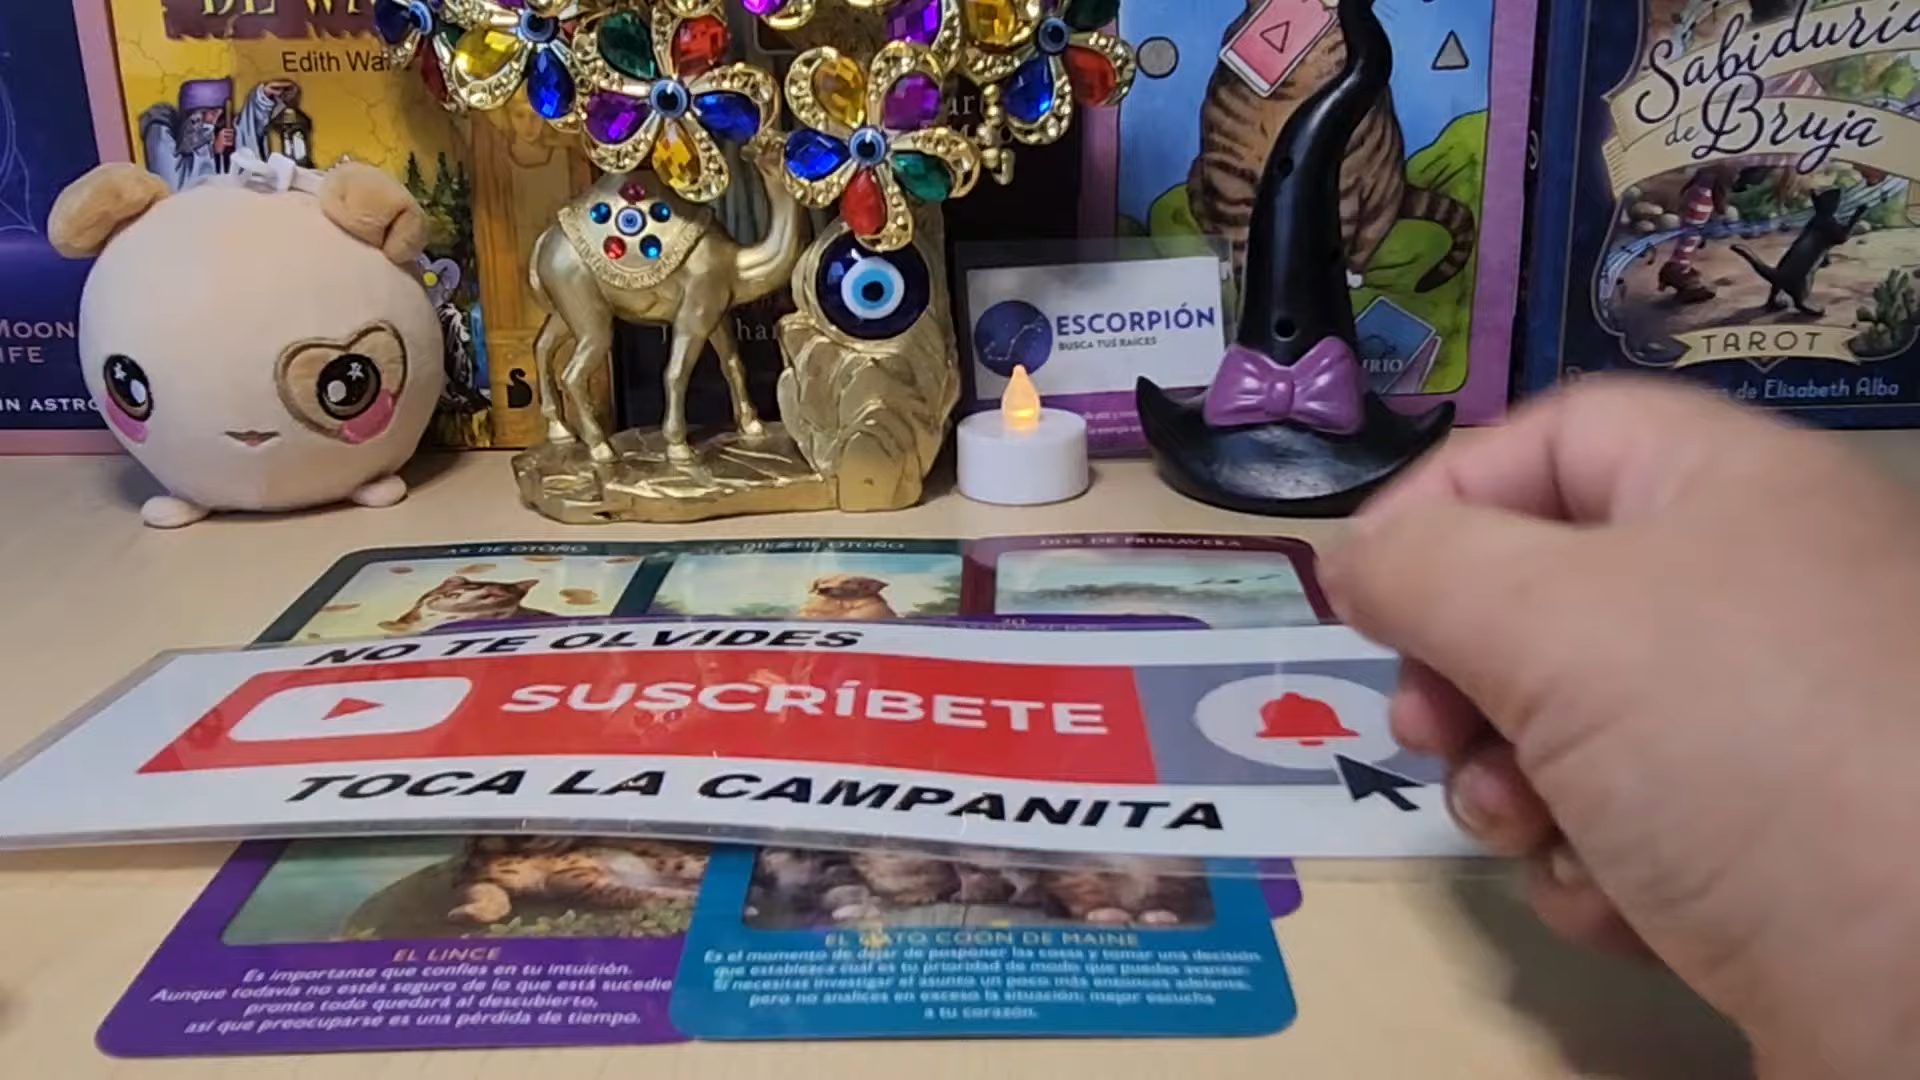 Edith Wai
Sabiduría
de Bruja
TAROT
de Elisabeth Alba
MOON
IFE
IN ASTRO
ESCORPIÓN
BUSCA TUS RAÍCES
AS DE OTOÑO
DIEZ DE OTOÑO
DOS DE PRIMAVERA
NO TE OLVIDES
SUSCRÍBETE
TOCA LA CAMPANITA
EL LINCE
Es importante que confíes en tu intuición.
Aunque todavía no estés seguro de lo que está sucedie
pronto todo quedará al descubierto,
así que preocuparse es una pérdida de tiempo.
EL GATO COON DE MAINE
Es el momento de dejar de posponer las cosas y tomar una decisión
que establezca cuál es tu prioridad de modo que puedas avanzar.
Si necesitas investigar el asunto un poco más entonces adelante,
pero no analices en exceso la situación; mejor escucha
a tu corazón.